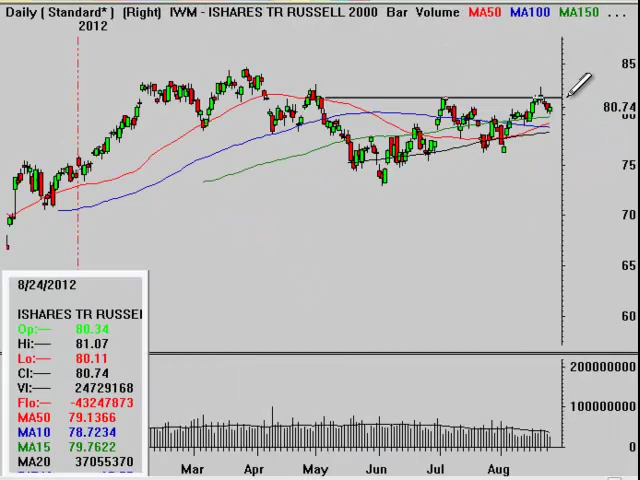 Daily ( Standard* ) (Right) IWM - ISHARES TR RUSSELL 2000 Bar Volume MA50 MA100 MA150 ...
2012
85
80.74
80
75
70
65
60
8/24/2012
ISHARES TR RUSSEI
Op:— 80.34
Hi:— 81.07
Lo:— 80.11
Cl:— 80.74
Vl:— 24729168
Flo:— -43247873
MA50 79.1366
MA10 78.7234
MA15 79.7622
MA20 37055370
200000000
100000000
0
Mar Apr May Jun Jul Aug